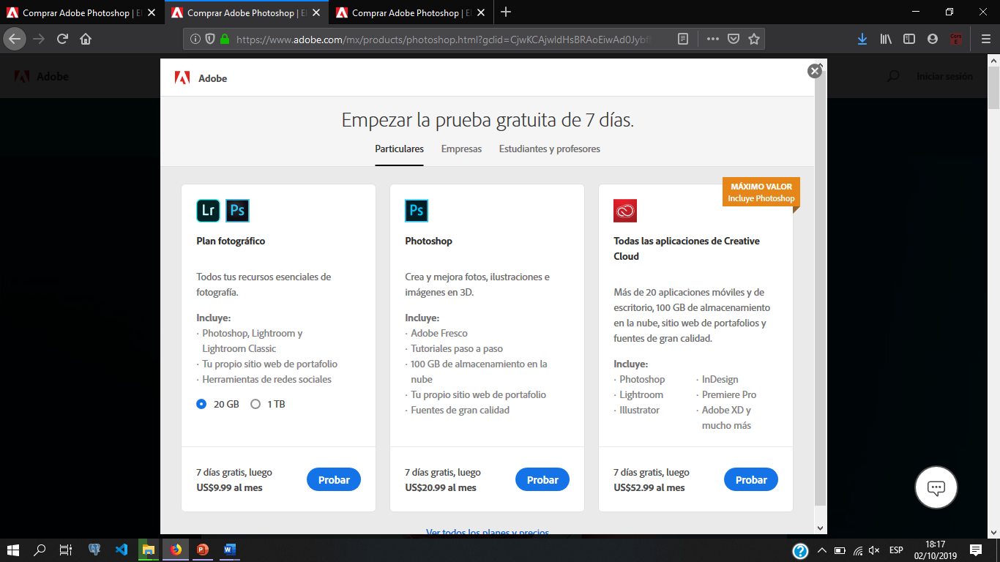 Comprar Adobe Photoshop | El
Comprar Adobe Photoshop |
Comprar Adobe Photoshop | El
https://www.adobe.com/mx/products/photoshop.html?gclid=
Adobe
Iniciar sesión
Adobe
Empezar la prueba gratuita de 7 días.
Particulares Empresas Estudiantes y profesores
Lr Ps
Plan fotográfico
Todos tus recursos esenciales de
fotografía.
Incluye:
· Photoshop, Lightroom y
Lightroom Classic
· Tu propio sitio web de portafolio
· Herramientas de redes sociales
20 GB 1 TB
7 días gratis, luego
US$9.99 al mes
Probar
Ps
Photoshop
Crea y mejora fotos, ilustraciones e
imágenes en 3D.
Incluye:
· Adobe Fresco
· Tutoriales paso a paso
· 100 GB de almacenamiento en la
nube
· Tu propio sitio web de portafolio
· Fuentes de gran calidad
7 días gratis, luego
US$20.99 al mes
Probar
MÁXIMO VALOR
Incluye Photoshop
Todas las aplicaciones de Creative
Cloud
Más de 20 aplicaciones móviles y de
escritorio, 100 GB de almacenamiento
en la nube, sitio web de portafolios y
fuentes de gran calidad.
Incluye:
· Photoshop
· Lightroom
· Illustrator
· InDesign
· Premiere Pro
· Adobe XD y
mucho más
7 días gratis, luego
US$52.99 al mes
Probar
Ver todos los planes y precios
ESP
18:17
02/10/2019